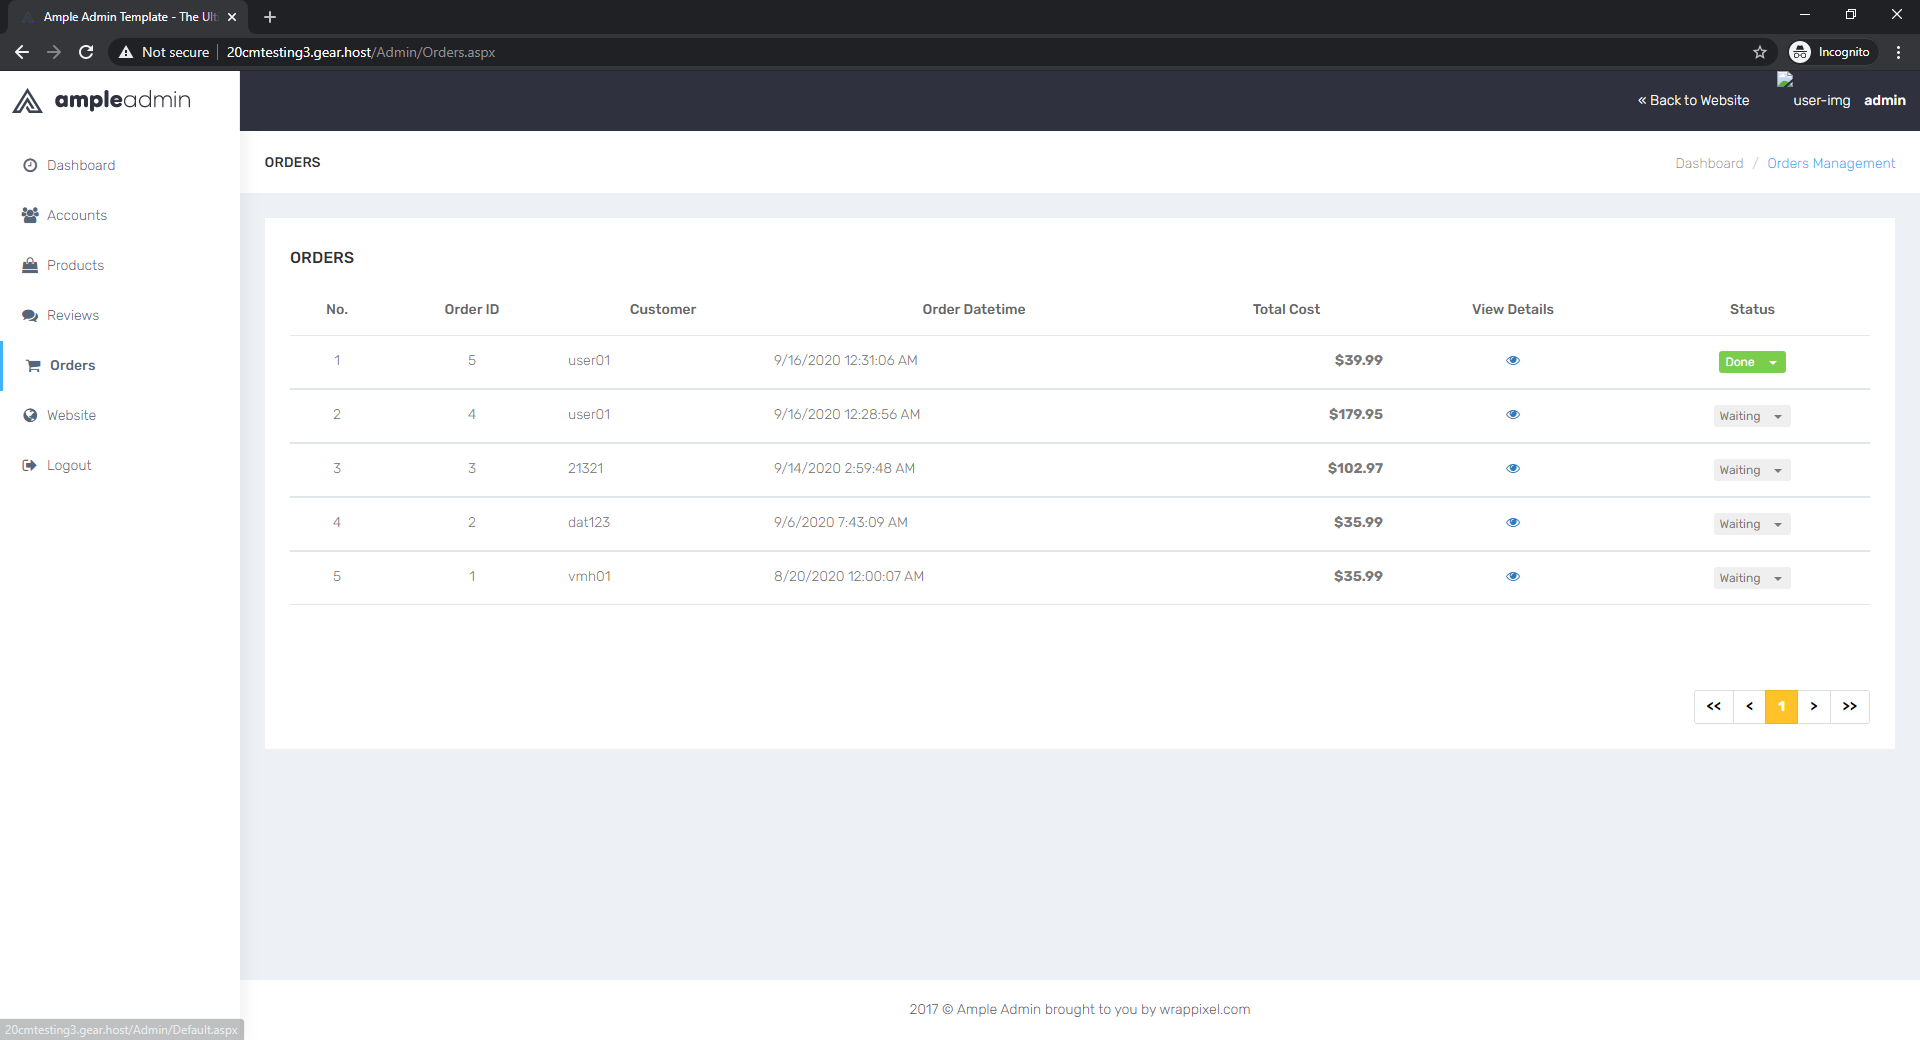 Ample Admin Template - The Ulti
Not secure 20cmtesting3.gear.host/Admin/Orders.aspx Incognito
ampleadmin
« Back to Website user-img admin
Dashboard
Accounts
Products
Reviews
Orders
Website
Logout
ORDERS Dashboard / Orders Management
ORDERS
No. Order ID Customer Order Datetime Total Cost View Details Status
1 5 user01 9/16/2020 12:31:06 AM $39.99 Done
2 4 user01 9/16/2020 12:28:56 AM $179.95 Waiting
3 3 21321 9/14/2020 2:59:48 AM $102.97 Waiting
4 2 dat123 9/6/2020 7:43:09 AM $35.99 Waiting
5 1 vmh01 8/20/2020 12:00:07 AM $35.99 Waiting
<< < 1 > >>
2017 © Ample Admin brought to you by wrappixel.com
20cmtesting3.gear.host/Admin/Default.aspx